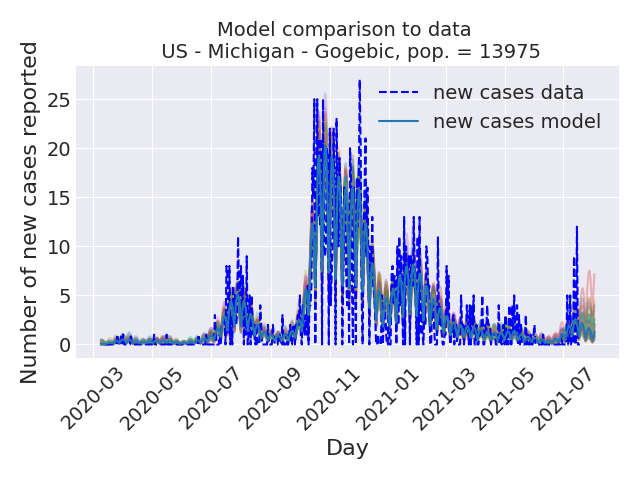 Model comparison to data
US - Michigan - Gogebic, pop. = 13975
new cases data
new cases model
Number of new cases reported
25
20
15
10
5
0
2020-03
2020-05
2020-07
2020-09
2020-11
2021-01
2021-03
2021-05
2021-07
Day